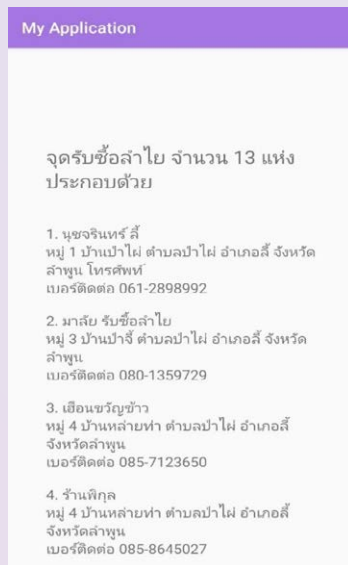 My Application
จุดรับซื้อลำไย จำนวน 13 แห่ง
ประกอบด้วย
1. นุชจรินทร์ ลี้
หมู่ 1 บ้านป่าไผ่ ตำบลป่าไผ่ อำเภอลี้ จังหวัด
ลำพูน โทรศัพท์
เบอร์ติดต่อ 061-2898992
2. มาลัย รับซื้อลำไย
หมู่ 3 บ้านป่าจี้ ตำบลป่าไผ่ อำเภอลี้ จังหวัด
ลำพูน
เบอร์ติดต่อ 080-1359729
3. เฮือนขวัญข้าว
หมู่ 4 บ้านหล่ายท่า ตำบลป่าไผ่ อำเภอลี้
จังหวัดลำพูน
เบอร์ติดต่อ 085-7123650
4. ร้านพิกุล
หมู่ 4 บ้านหล่ายท่า ตำบลป่าไผ่ อำเภอลี้
จังหวัดลำพูน
เบอร์ติดต่อ 085-8645027